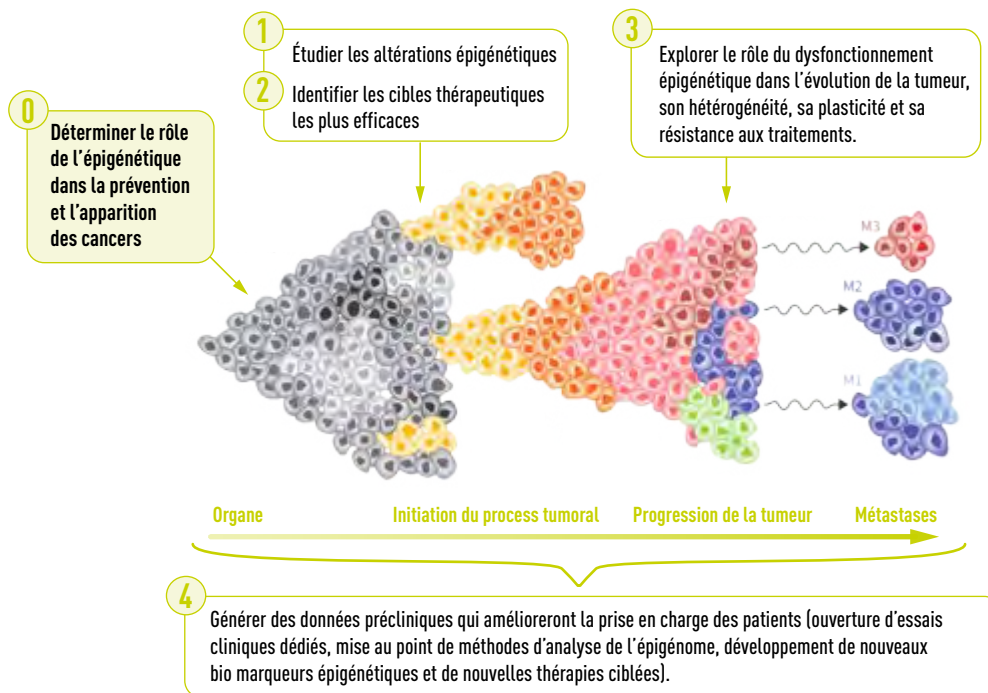 1
Étudier les altérations épigénétiques
2
Identifier les cibles thérapeutiques
les plus efficaces
3
Explorer le rôle du dysfonctionnement
épigénétique dans l'évolution de la tumeur,
son hétérogénéité, sa plasticité et sa
résistance aux traitements.
0
Déterminer le rôle
de l'épigénétique
dans la prévention
et l'apparition
des cancers
M3
M2
M1
Organe
Initiation du process tumoral
Progression de la tumeur
Métastases
4
Générer des données précliniques qui amélioreront la prise en charge des patients (ouverture d'essais
cliniques dédiés, mise au point de méthodes d'analyse de l'épigénome, développement de nouveaux
bio marqueurs épigénétiques et de nouvelles thérapies ciblées).